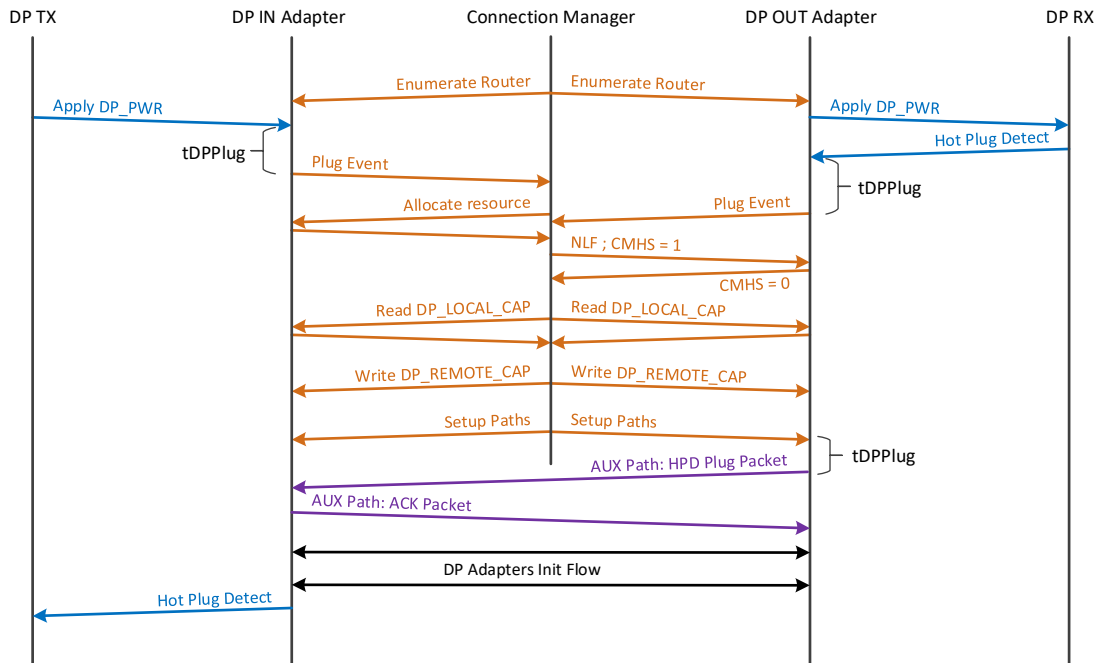 DP TX
DP IN Adapter
Connection Manager
DP OUT Adapter
DP RX
Enumerate Router
Enumerate Router
Apply DP_PWR
Apply DP_PWR
Hot Plug Detect
tDPPlug
Plug Event
tDPPlug
Allocate resource
Plug Event
NLF ; CMHS = 1
CMHS = 0
Read DP_LOCAL_CAP
Read DP_LOCAL_CAP
Write DP_REMOTE_CAP
Write DP_REMOTE_CAP
Setup Paths
Setup Paths
tDPPlug
AUX Path: HPD Plug Packet
AUX Path: ACK Packet
DP Adapters Init Flow
Hot Plug Detect